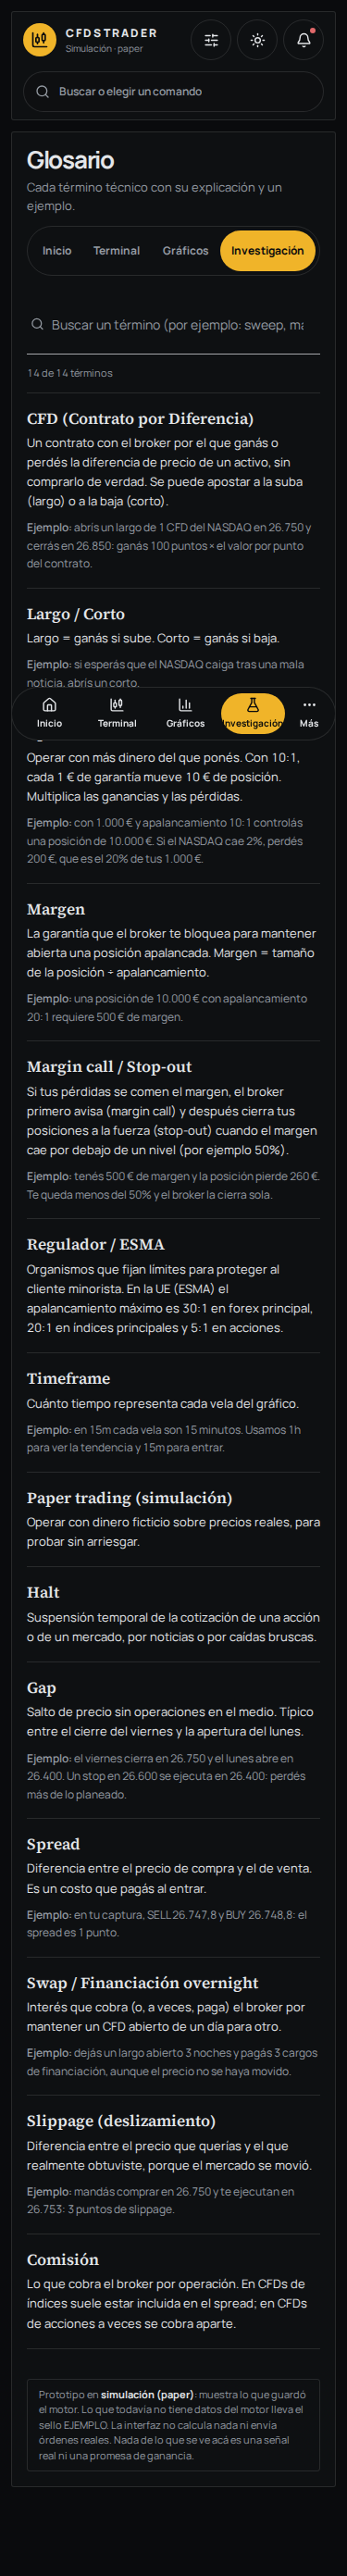 CFDSTRADER
Simulación · paper
Buscar o elegir un comando
Glosario
Cada término técnico con su explicación y un
ejemplo.
Inicio Terminal Gráficos Investigación
Buscar un término (por ejemplo: sweep, ma
14 de 14 términos
CFD (Contrato por Diferencia)
Un contrato con el broker por el que ganás o
perdés la diferencia de precio de un activo, sin
comprarlo de verdad. Se puede apostar a la suba
(largo) o a la baja (corto).
Ejemplo: abrís un largo de 1 CFD del NASDAQ en 26.750 y
cerrás en 26.850: ganás 100 puntos × el valor por punto
del contrato.
Largo / Corto
Largo = ganás si sube. Corto = ganás si baja.
Ejemplo: si esperás que el NASDAQ caiga tras una mala
noticia, abrís un corto.
Inicio Terminal Gráficos Investigación Más
Operar con más dinero del que ponés. Con 10:1,
cada 1 € de garantía mueve 10 € de posición.
Multiplica las ganancias y las pérdidas.
Ejemplo: con 1.000 € y apalancamiento 10:1 controlás
una posición de 10.000 €. Si el NASDAQ cae 2%, perdés
200 €, que es el 20% de tus 1.000 €.
Margen
La garantía que el broker te bloquea para mantener
abierta una posición apalancada. Margen = tamaño
de la posición ÷ apalancamiento.
Ejemplo: una posición de 10.000 € con apalancamiento
20:1 requiere 500 € de margen.
Margin call / Stop-out
Si tus pérdidas se comen el margen, el broker
primero avisa (margin call) y después cierra tus
posiciones a la fuerza (stop-out) cuando el margen
cae por debajo de un nivel (por ejemplo 50%).
Ejemplo: tenés 500 € de margen y la posición pierde 260 €.
Te queda menos del 50% y el broker la cierra sola.
Regulador / ESMA
Organismos que fijan límites para proteger al
cliente minorista. En la UE (ESMA) el
apalancamiento máximo es 30:1 en forex principal,
20:1 en índices principales y 5:1 en acciones.
Timeframe
Cuánto tiempo representa cada vela del gráfico.
Ejemplo: en 15m cada vela son 15 minutos. Usamos 1h
para ver la tendencia y 15m para entrar.
Paper trading (simulación)
Operar con dinero ficticio sobre precios reales, para
probar sin arriesgar.
Halt
Suspensión temporal de la cotización de una acción
o de un mercado, por noticias o por caídas bruscas.
Gap
Salto de precio sin operaciones en el medio. Típico
entre el cierre del viernes y la apertura del lunes.
Ejemplo: el viernes cierra en 26.750 y el lunes abre en
26.400. Un stop en 26.600 se ejecuta en 26.400: perdés
más de lo planeado.
Spread
Diferencia entre el precio de compra y el de venta.
Es un costo que pagás al entrar.
Ejemplo: en tu captura, SELL 26.747,8 y BUY 26.748,8: el
spread es 1 punto.
Swap / Financiación overnight
Interés que cobra (o, a veces, paga) el broker por
mantener un CFD abierto de un día para otro.
Ejemplo: dejás un largo abierto 3 noches y pagás 3 cargos
de financiación, aunque el precio no se haya movido.
Slippage (deslizamiento)
Diferencia entre el precio que querías y el que
realmente obtuviste, porque el mercado se movió.
Ejemplo: mandás comprar en 26.750 y te ejecutan en
26.753: 3 puntos de slippage.
Comisión
Lo que cobra el broker por operación. En CFDs de
índices suele estar incluida en el spread; en CFDs
de acciones a veces se cobra aparte.
Prototipo en simulación (paper): muestra lo que guardó
el motor. Lo que todavía no tiene datos del motor lleva el
sello EJEMPLO. La interfaz no calcula nada ni envía
órdenes reales. Nada de lo que se ve acá es una señal
real ni una promesa de ganancia.